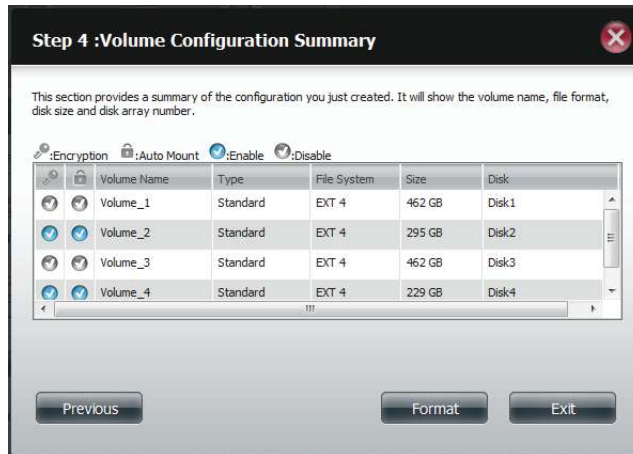 Step 4 :Volume Configuration Summary
This section provides a summary of the configuration you just created. It will show the volume name, file format,
disk size and disk array number.
:Encryption :Auto Mount :Enable :Disable
Volume Name Type File System Size Disk
Volume_1 Standard EXT 4 462 GB Disk1
Volume_2 Standard EXT 4 295 GB Disk2
Volume_3 Standard EXT 4 462 GB Disk3
Volume_4 Standard EXT 4 229 GB Disk4
Previous Format Exit